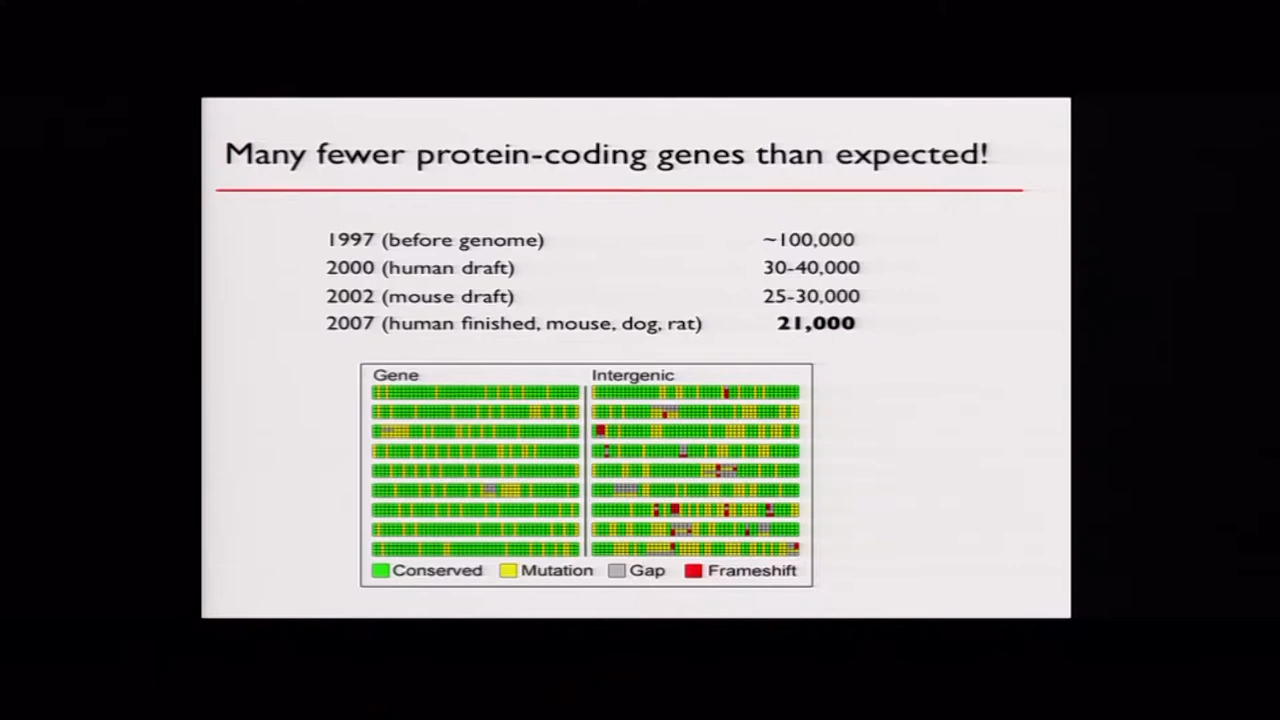 Many fewer protein-coding genes than expected!
1997 (before genome) ~100,000
2000 (human draft) 30-40,000
2002 (mouse draft) 25-30,000
2007 (human finished, mouse, dog, rat) 21,000
Gene Intergenic
Conserved Mutation Gap Frameshift